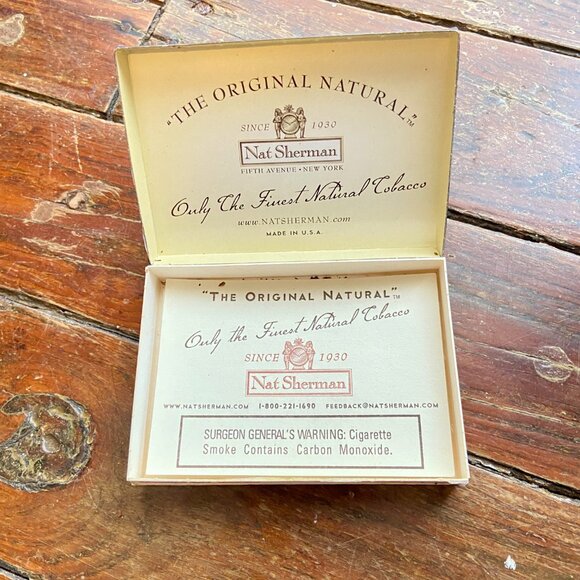 "THE ORIGINAL NATURAL"™
SINCE 1930
Nat Sherman
FIFTH AVENUE • NEW YORK
Only The Finest Natural Tobacco
www.NATSHERMAN.com
MADE IN U.S.A.
"THE ORIGINAL NATURAL"™
Only the Finest Natural Tobacco
SINCE 1930
Nat Sherman
WWW.NATSHERMAN.COM 1-800-221-1690 FEEDBACK@NATSHERMAN.COM
SURGEON GENERAL'S WARNING: Cigarette
Smoke Contains Carbon Monoxide.